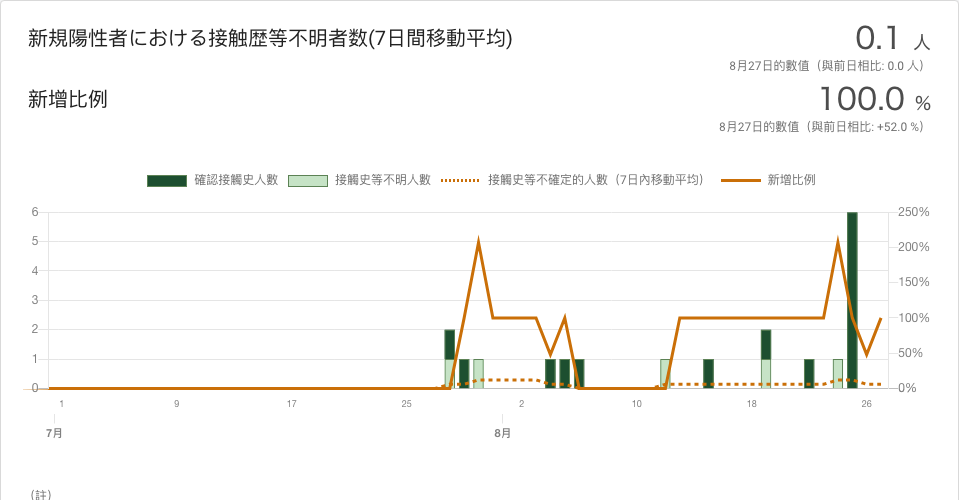 新規陽性者における接触歴等不明者数(7日間移動平均)
0.1 人
8月27日的數值（與前日相比: 0.0 人）
新增比例
100.0 %
8月27日的數值（與前日相比: +52.0 %）
確認接觸史人數 接觸史等不明人數 接觸史等不確定的人數（7日內移動平均） 新增比例
6 250%
5 200%
4 150%
3 100%
2 50%
1 0%
0
1 9 17 25 2 10 18 26
7月 8月
（註）